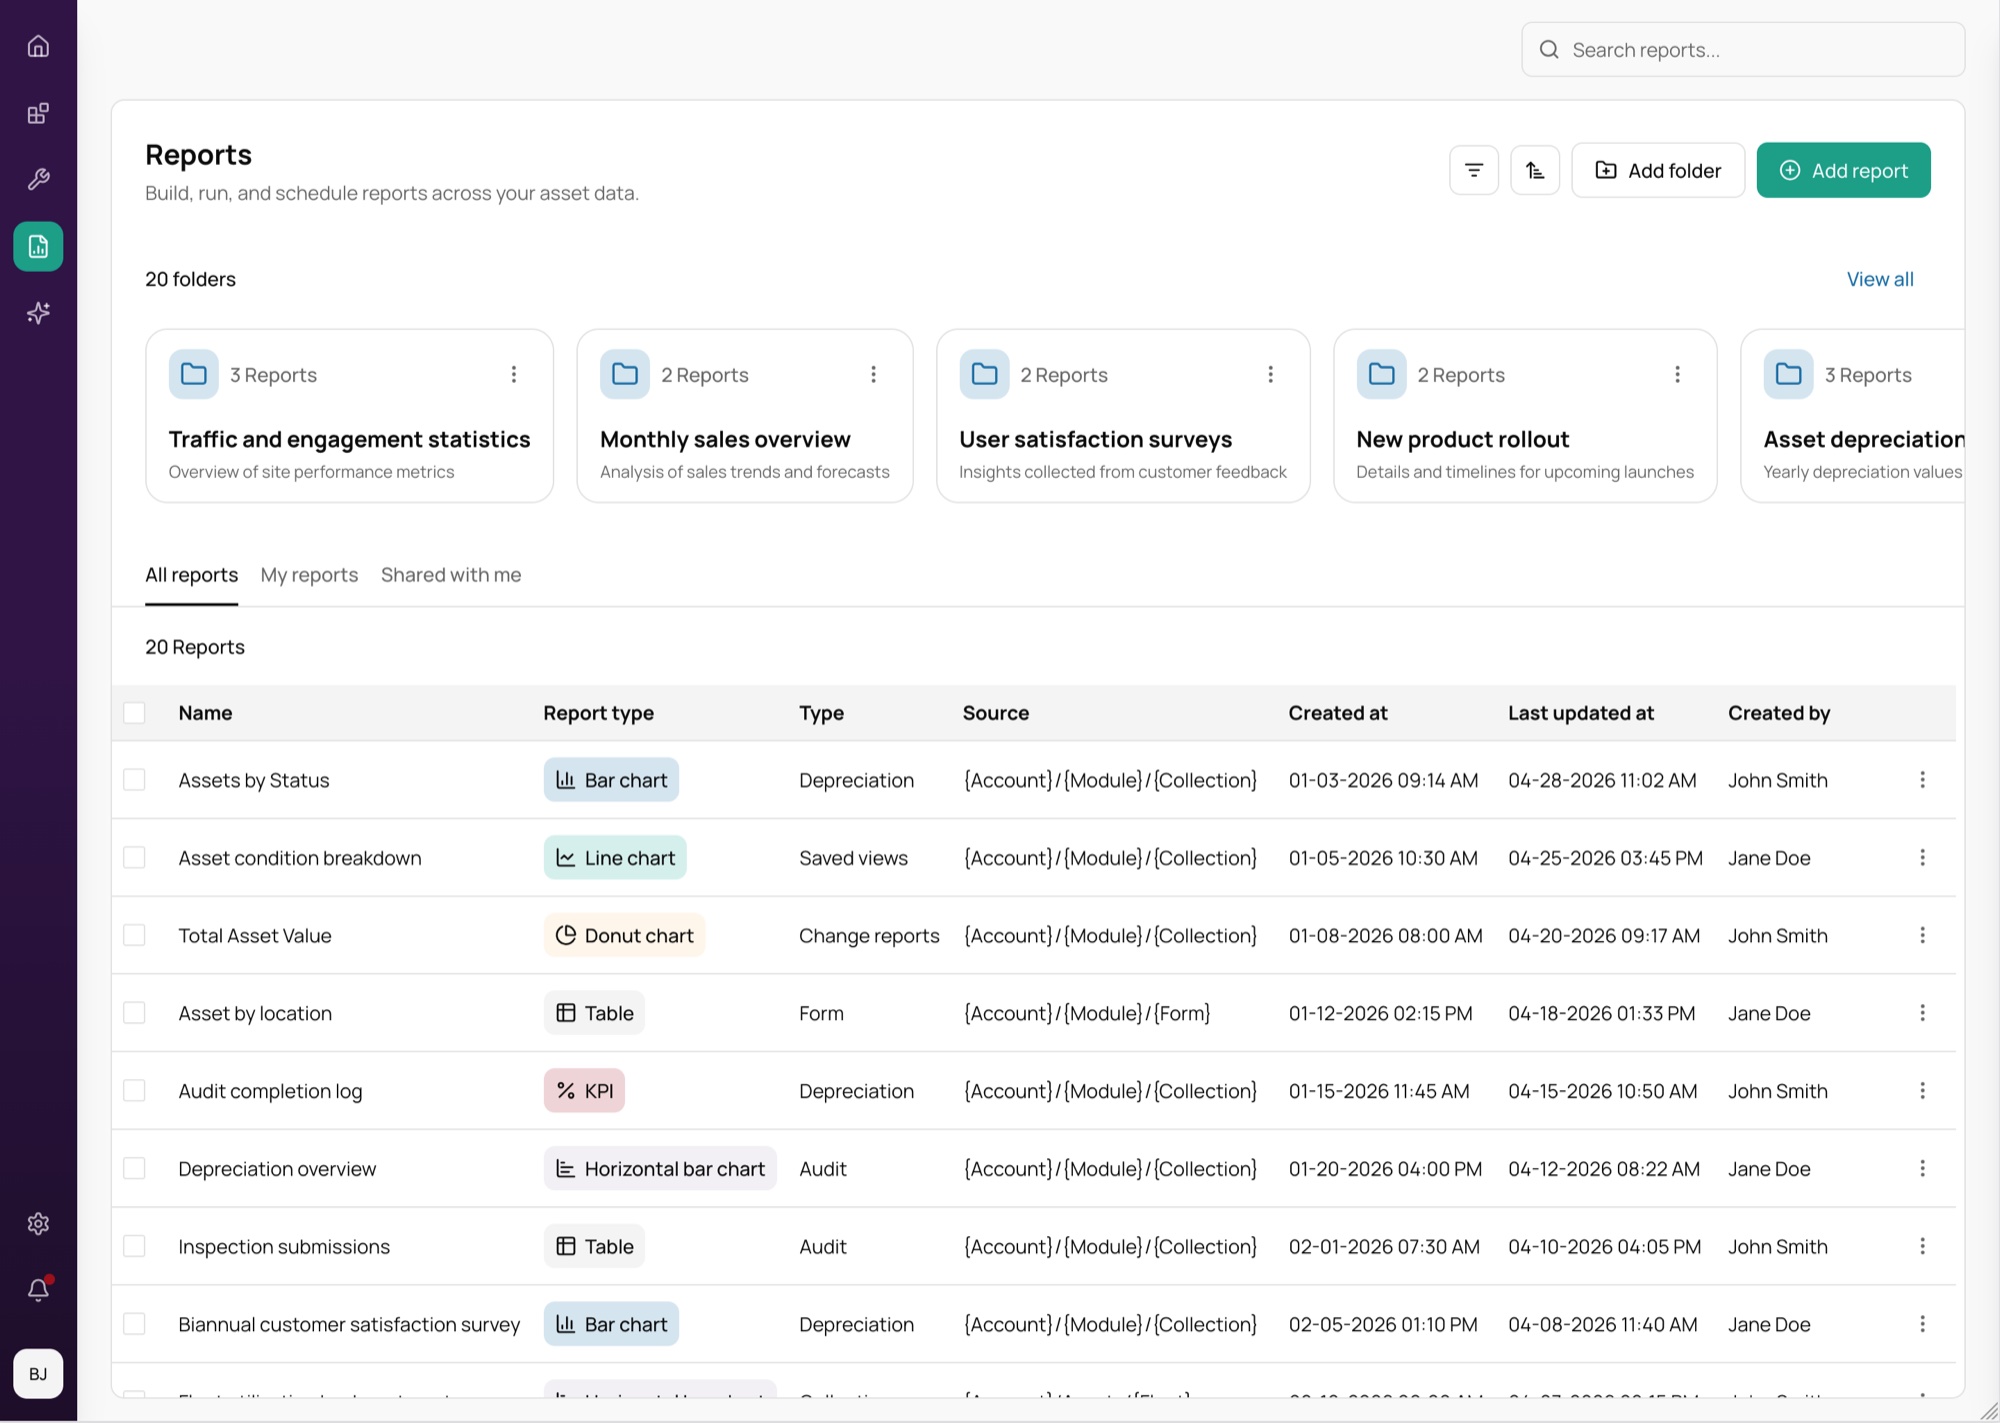 Search reports...
Reports
Build, run, and schedule reports across your asset data.
Add folder
Add report
20 folders
View all
3 Reports
Traffic and engagement statistics
Overview of site performance metrics
2 Reports
Monthly sales overview
Analysis of sales trends and forecasts
2 Reports
User satisfaction surveys
Insights collected from customer feedback
2 Reports
New product rollout
Details and timelines for upcoming launches
3 Reports
Asset depreciation
Yearly depreciation values
All reports My reports Shared with me
20 Reports
Name Report type Type Source Created at Last updated at Created by
Assets by Status Bar chart Depreciation {Account}/{Module}/{Collection} 01-03-2026 09:14 AM 04-28-2026 11:02 AM John Smith
Asset condition breakdown Line chart Saved views {Account}/{Module}/{Collection} 01-05-2026 10:30 AM 04-25-2026 03:45 PM Jane Doe
Total Asset Value Donut chart Change reports {Account}/{Module}/{Collection} 01-08-2026 08:00 AM 04-20-2026 09:17 AM John Smith
Asset by location Table Form {Account}/{Module}/{Form} 01-12-2026 02:15 PM 04-18-2026 01:33 PM Jane Doe
Audit completion log KPI Depreciation {Account}/{Module}/{Collection} 01-15-2026 11:45 AM 04-15-2026 10:50 AM John Smith
Depreciation overview Horizontal bar chart Audit {Account}/{Module}/{Collection} 01-20-2026 04:00 PM 04-12-2026 08:22 AM Jane Doe
Inspection submissions Table Audit {Account}/{Module}/{Collection} 02-01-2026 07:30 AM 04-10-2026 04:05 PM John Smith
Biannual customer satisfaction survey Bar chart Depreciation {Account}/{Module}/{Collection} 02-05-2026 01:10 PM 04-08-2026 11:40 AM Jane Doe
BJ